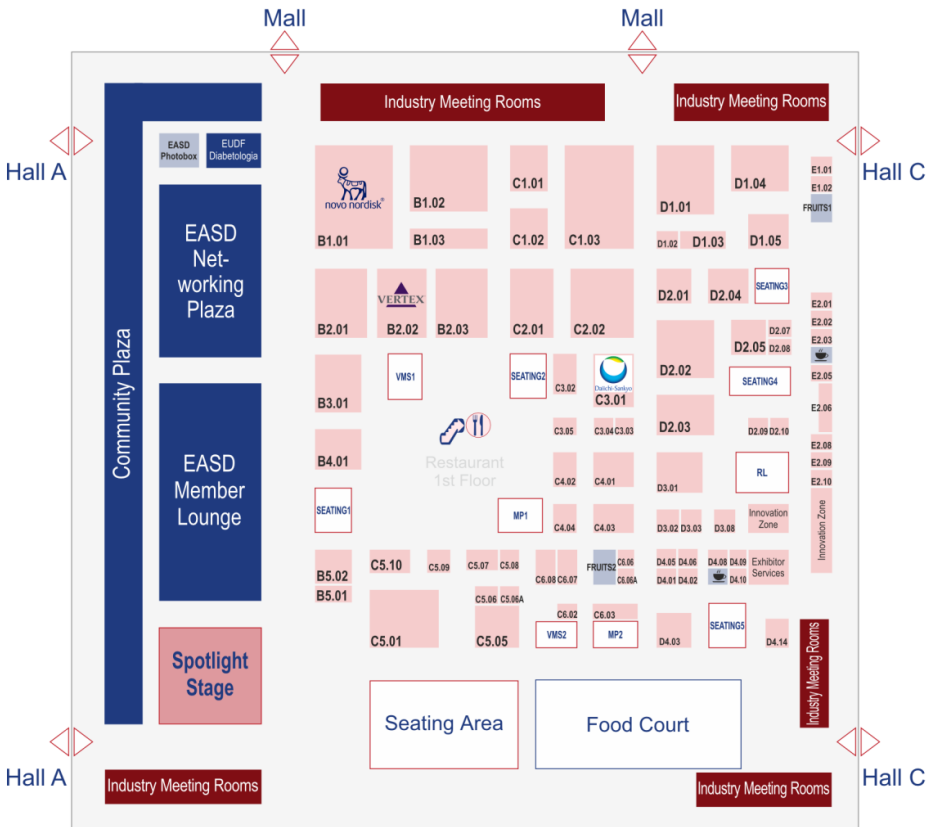 Mall
Mall
Industry Meeting Rooms
Industry Meeting Rooms
Hall A
Hall C
EASD
Photobox
EUDF
Diabetologia
EASD
Net-
working
Plaza
Community Plaza
EASD
Member
Lounge
Spotlight
Stage
novo nordisk®
B1.01
B1.02
B1.03
C1.01
C1.02
C1.03
D1.01
D1.04
D1.02
D1.03
D1.05
E1.01
E1.02
FRUITS1
B2.01
VERTEX
B2.02
B2.03
C2.01
C2.02
D2.01
D2.04
SEATING3
E2.01
E2.02
E2.03
E2.05
E2.06
E2.08
E2.09
E2.10
D2.02
D2.05
D2.07
D2.08
SEATING4
B3.01
VMS1
SEATING2
C3.02
Daiichi-Sankyo
C3.01
D2.03
D2.09
D2.10
C3.05
C3.04
C3.03
Restaurant
1st Floor
B4.01
C4.02
C4.01
D3.01
RL
SEATING1
MP1
C4.04
C4.03
D3.02
D3.03
D3.08
Innovation
Zone
Innovation Zone
B5.02
B5.01
C5.10
C5.09
C5.07
C5.08
C6.08
C6.07
FRUITS2
C6.06
C6.06A
D4.05
D4.06
D4.01
D4.02
D4.08
D4.09
D4.10
Exhibitor
Services
C5.01
C5.06
C5.06A
C5.05
C6.02
C6.03
VMS2
MP2
D4.03
SEATING5
D4.14
Industry Meeting Rooms
Seating Area
Food Court
Hall A
Hall C
Industry Meeting Rooms
Industry Meeting Rooms